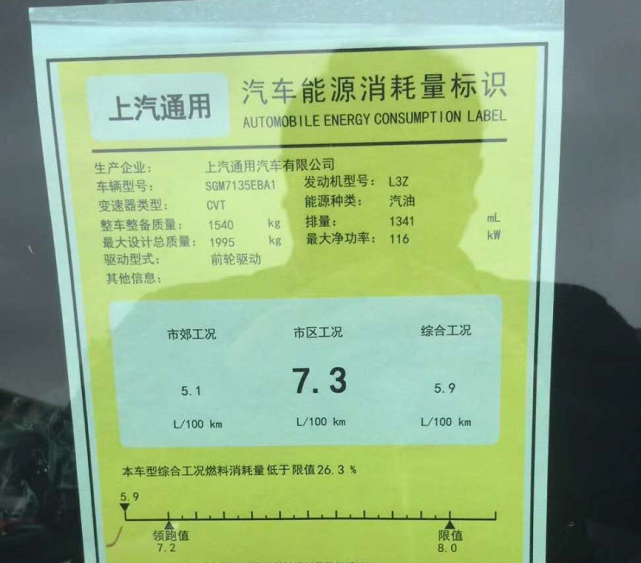 上汽通用 汽车能源消耗量标识
AUTOMOBILE ENERGY CONSUMPTION LABEL
生产企业： 上汽通用汽车有限公司
车辆型号： SGM7135EBA1 发动机型号： L3Z
变速器类型： CVT 能源种类： 汽油
整车整备质量： 1540 kg 排量： 1341 mL
最大设计总质量： 1995 kg 最大净功率： 116 kW
驱动型式： 前轮驱动
其他信息：
市郊工况 市区工况 综合工况
5.1 7.3 5.9
L/100 km L/100 km L/100 km
本车型综合工况燃料消耗量低于限值26.3 %
5.9
领跑值 限值
7.2 8.0